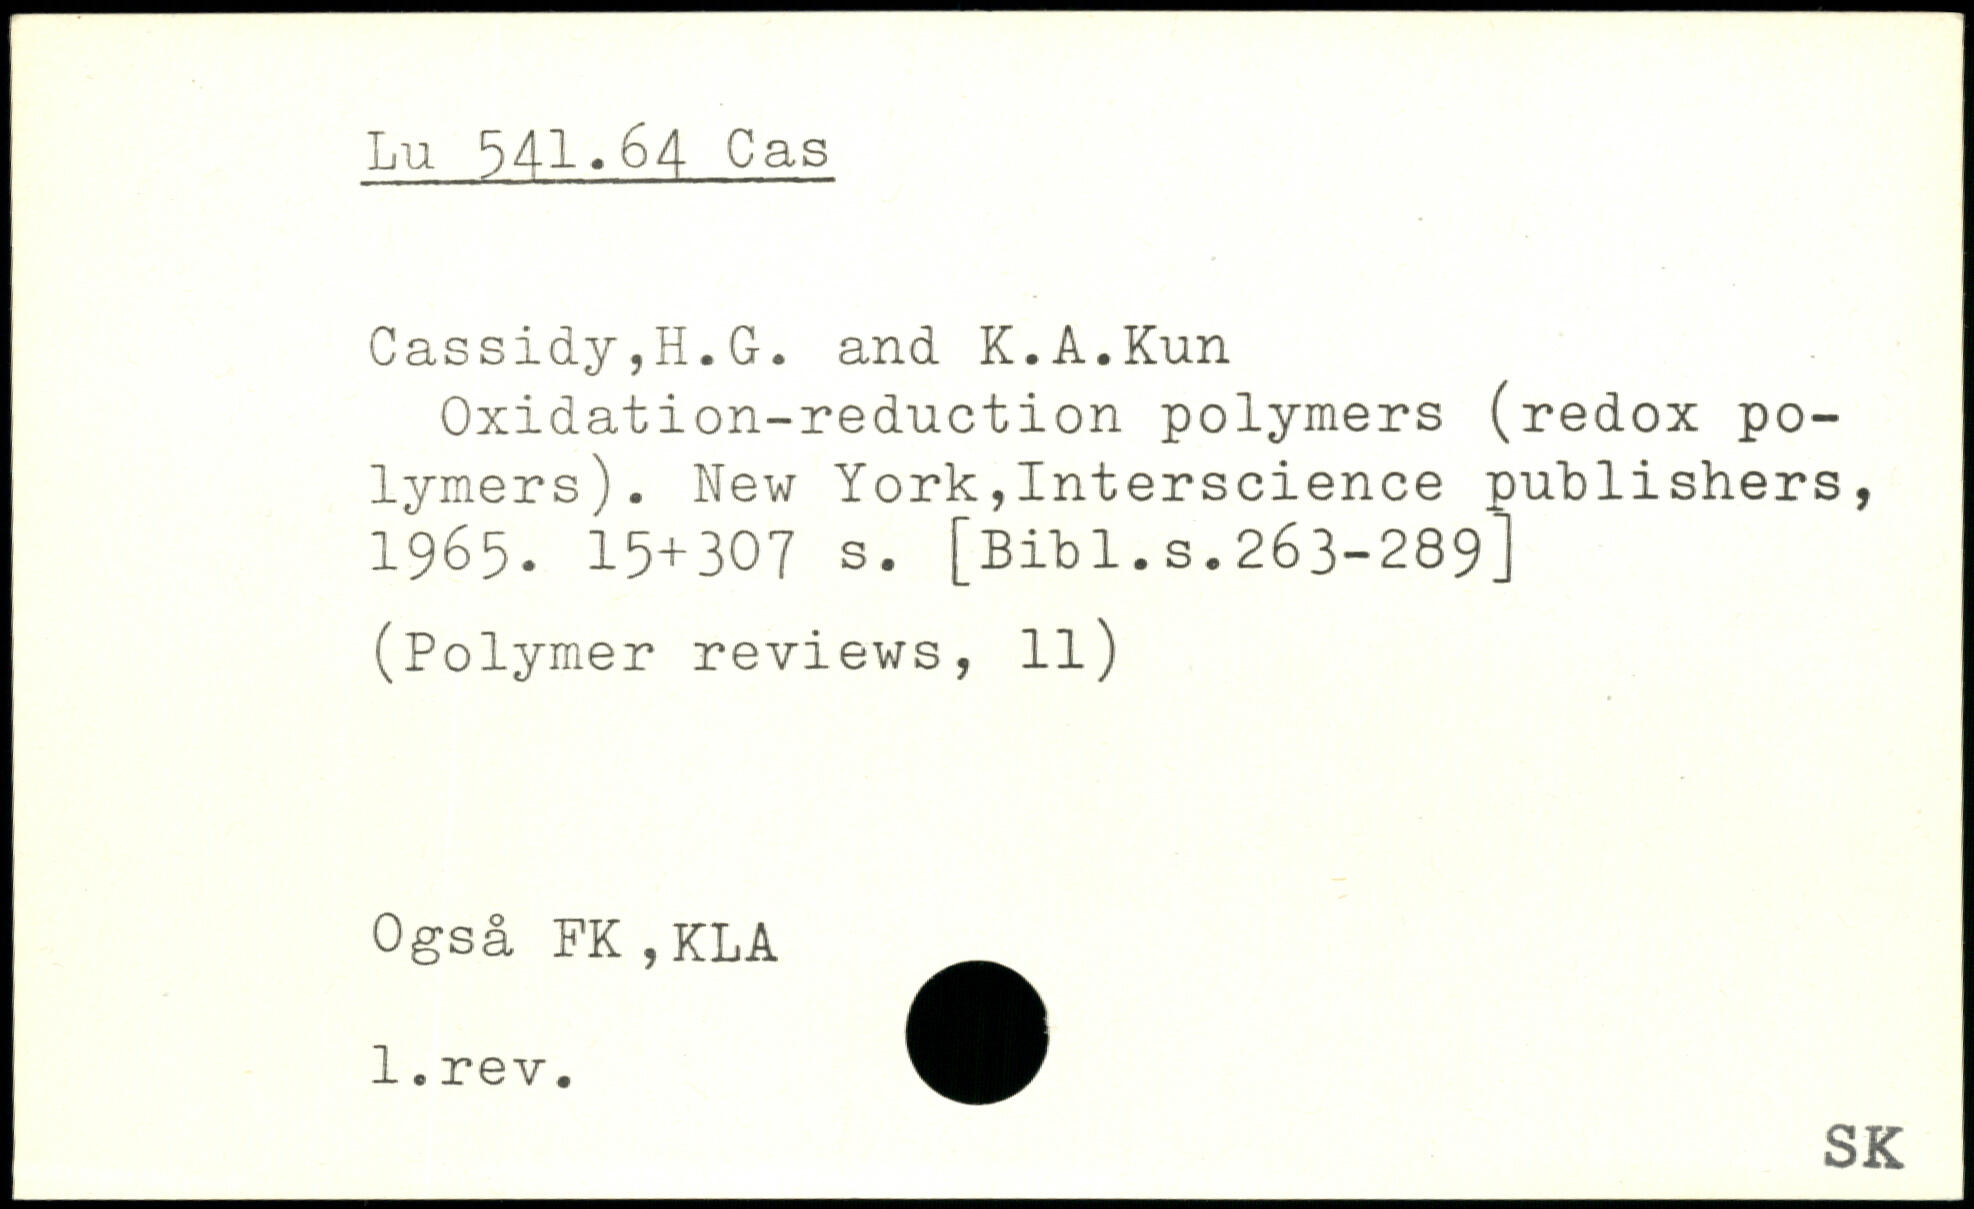 Lu 541.64 Cas
Cassidy,H.G. and K.A.Kun
Oxidation-reduction polymers (redox po-
lymers). New York,Interscience publishers,
1965. 15+307 s. [Bibl.s.263-289]
(Polymer reviews, 11)
Også FK,KLA
1.rev.
SK